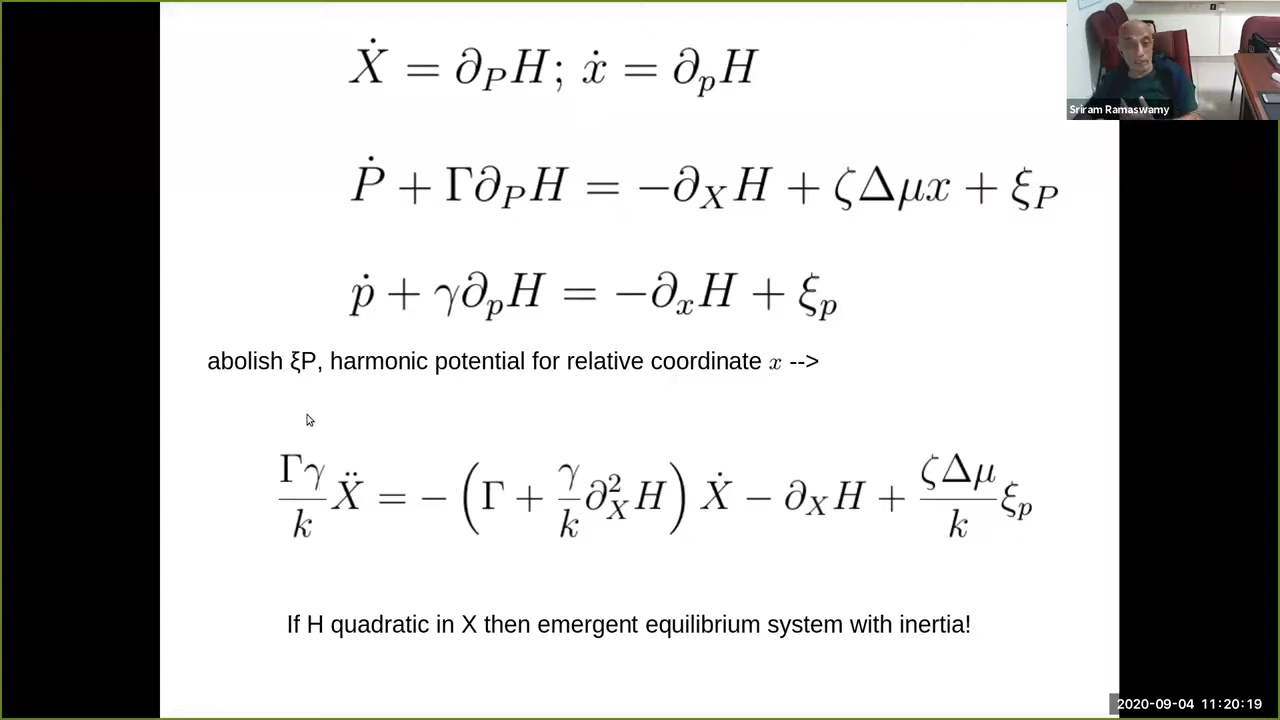 Ẋ = ∂_P H; ẋ = ∂_p H
Sriram Ramaswamy
Ṗ + Γ∂_P H = −∂_X H + ζΔμx + ξ_P
ṗ + γ∂_p H = −∂_x H + ξ_p
abolish ξP, harmonic potential for relative coordinate x -->
Γγ/k Ẍ = −(Γ + γ/k ∂²_X H) Ẋ − ∂_X H + ζΔμ/k ξ_p
If H quadratic in X then emergent equilibrium system with inertia!
2020-09-04 11:20:19